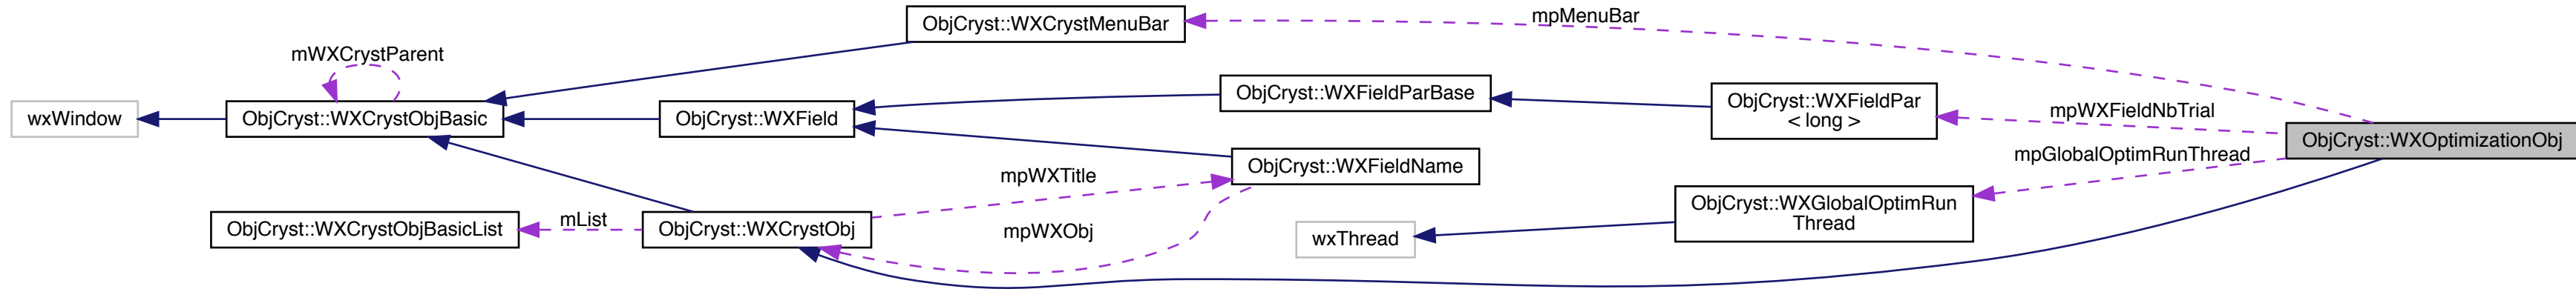 mpMenuBar
ObjCryst::WXCrystMenuBar
mWXCrystParent
ObjCryst::WXFieldParBase
ObjCryst::WXFieldPar
< long >
mpWXFieldNbTrial
wxWindow
ObjCryst::WXCrystObjBasic
ObjCryst::WXField
ObjCryst::WXOptimizationObj
mpGlobalOptimRunThread
ObjCryst::WXFieldName
mpWXTitle
ObjCryst::WXGlobalOptimRun
Thread
mList
ObjCryst::WXCrystObjBasicList
ObjCryst::WXCrystObj
mpWXObj
wxThread